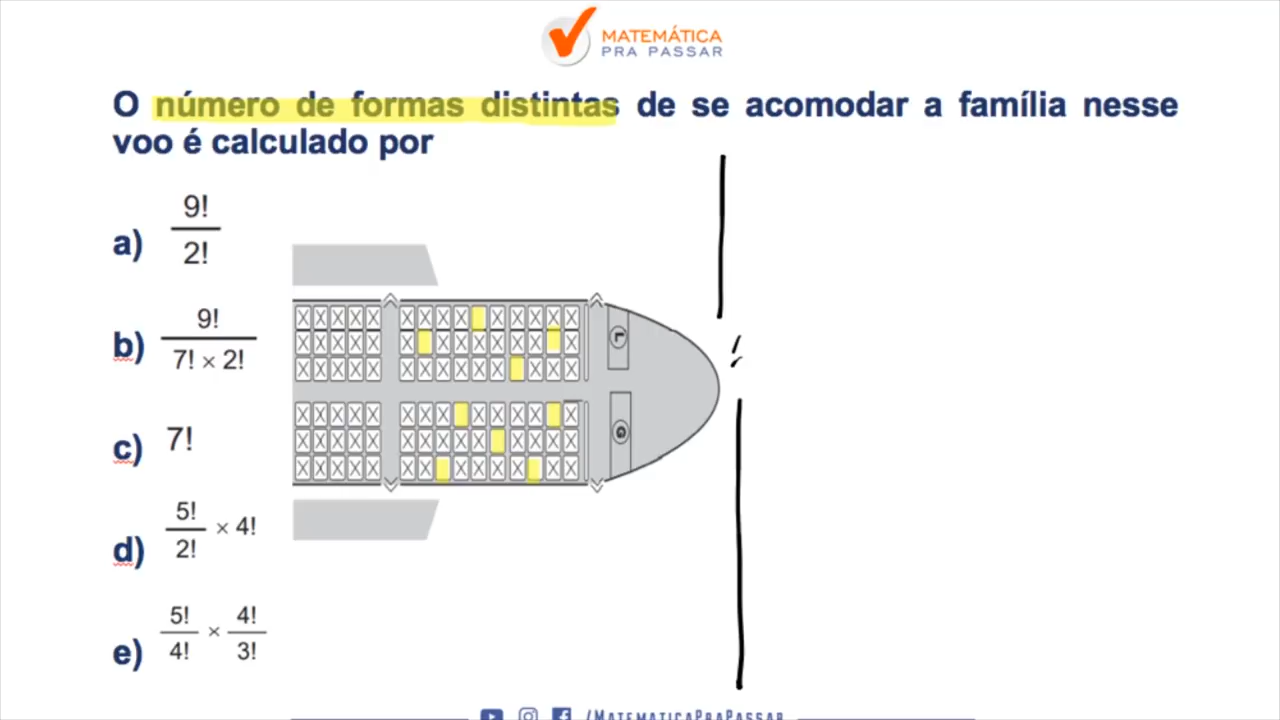 MATEMÁTICA
PRA PASSAR
O número de formas distintas de se acomodar a família nesse
voo é calculado por
a) 9!
2!
b) 9!
7! × 2!
c) 7!
d) 5!
2! × 4!
e) 5! × 4!
4! 3!
L
G
/MATEMATICAPRAPASSAR